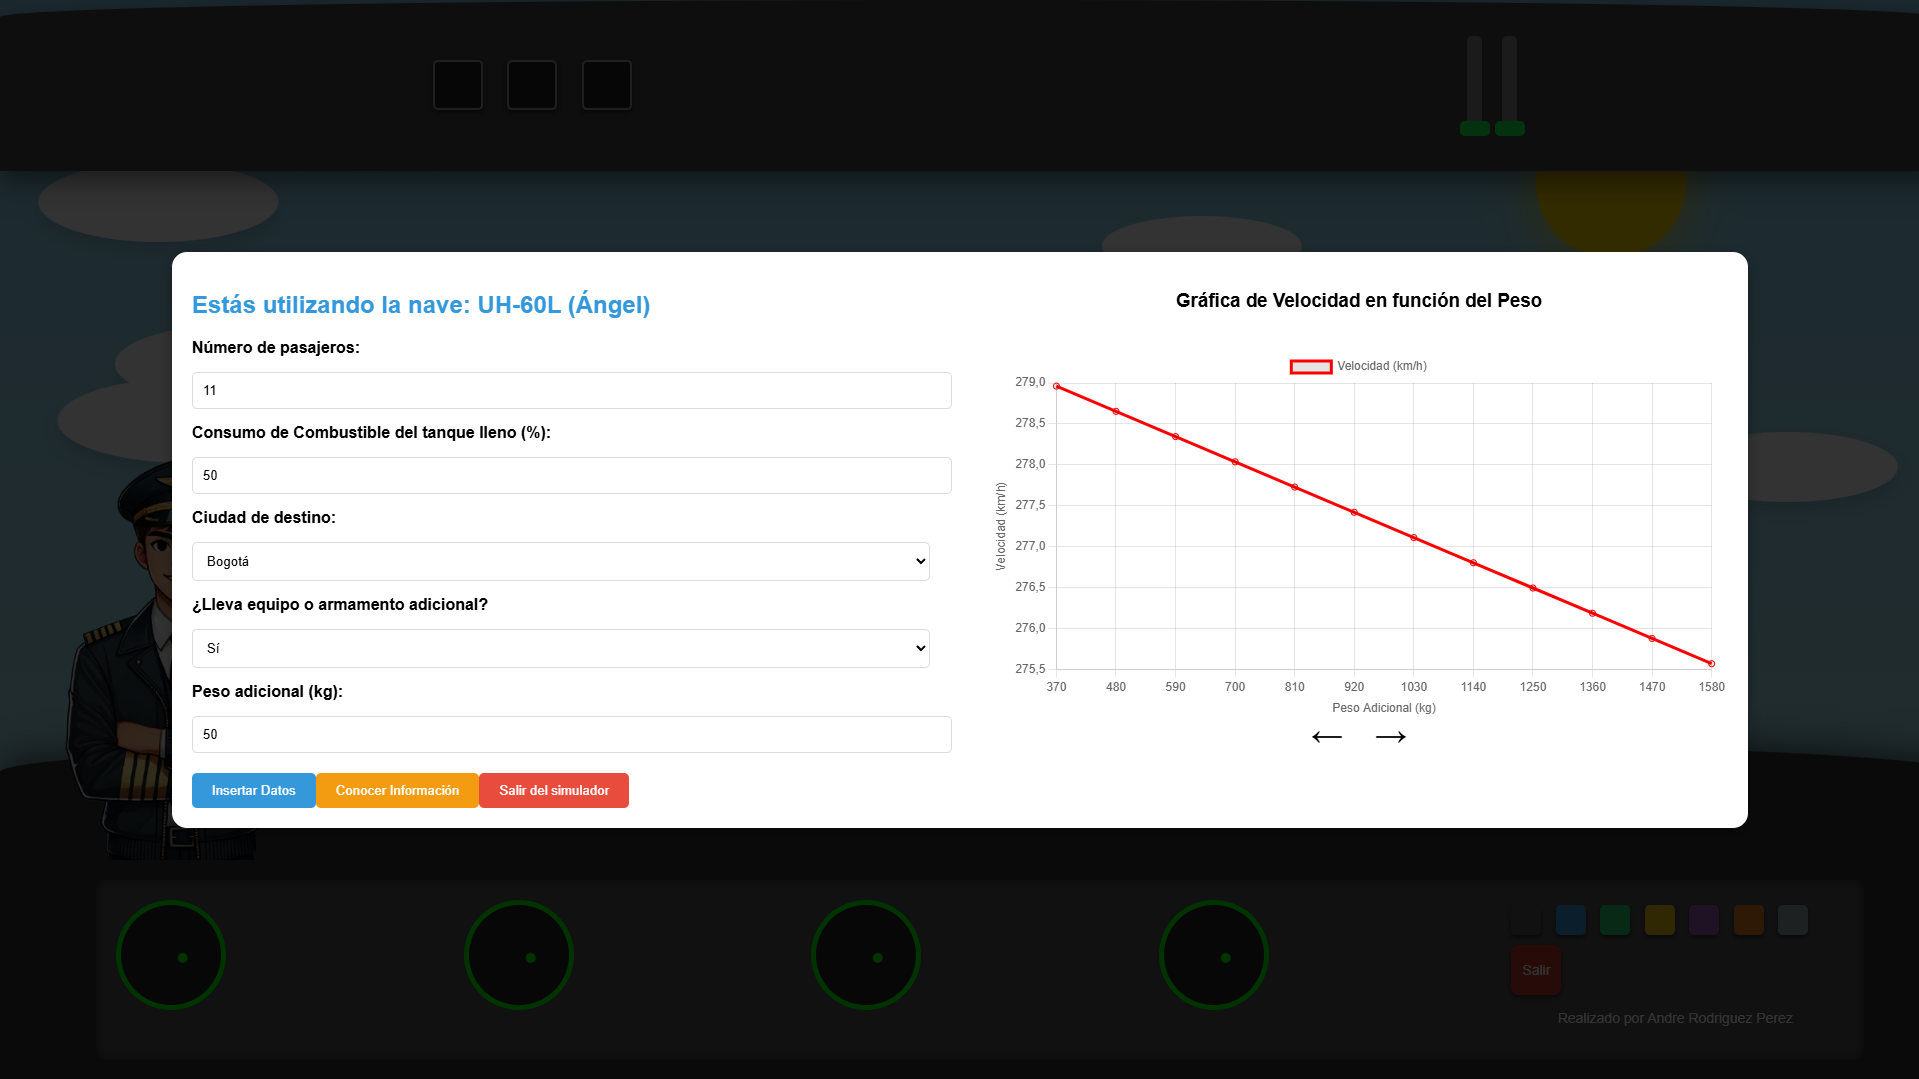 Estás utilizando la nave: UH-60L (Ángel)
Número de pasajeros:
11
Consumo de Combustible del tanque lleno (%):
50
Ciudad de destino:
Bogotá
¿Lleva equipo o armamento adicional?
Sí
Peso adicional (kg):
50
Insertar Datos
Conocer Información
Salir del simulador
Gráfica de Velocidad en función del Peso
Velocidad (km/h)
279,0
278,5
278,0
277,5
277,0
276,5
276,0
275,5
Velocidad (km/h)
370 480 590 700 810 920 1030 1140 1250 1360 1470 1580
Peso Adicional (kg)
← →
Salir
Realizado por Andre Rodriguez Perez